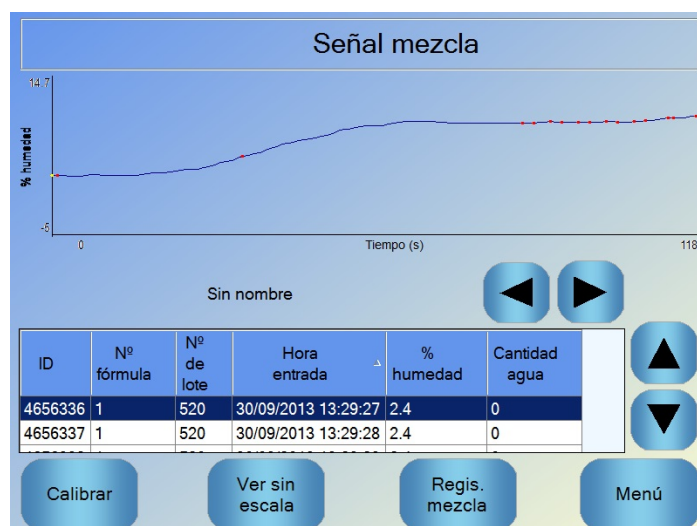 Señal mezcla
14.7
% humedad
-5
0
Tiempo (s)
118
Sin nombre
ID
Nº
fórmula
Nº
de
lote
Hora
entrada
%
humedad
Cantidad
agua
4656336 1 520 30/09/2013 13:29:27 2.4 0
4656337 1 520 30/09/2013 13:29:28 2.4 0
Calibrar
Ver sin
escala
Regis.
mezcla
Menú